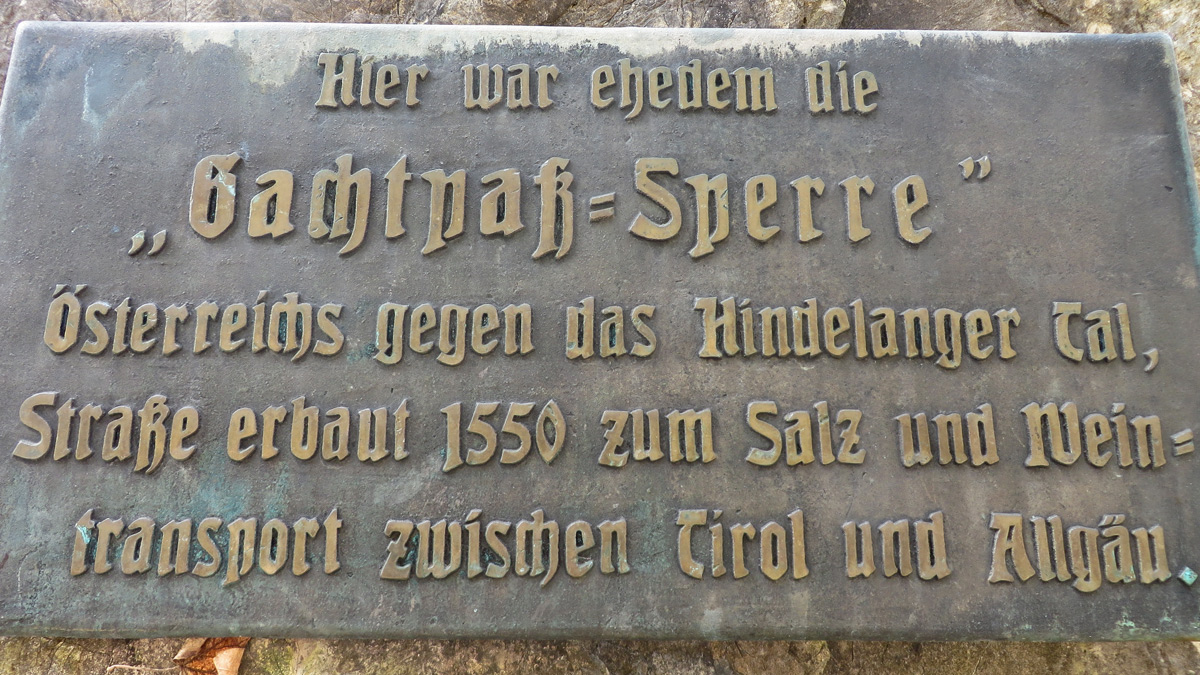 Hier war ehedem die
„Gachtpaß=Sperre”
Österreichs gegen das Hindelanger Tal,
Straße erbaut 1550 zum Salz und Wein=
transport zwischen Tirol und Allgäu.